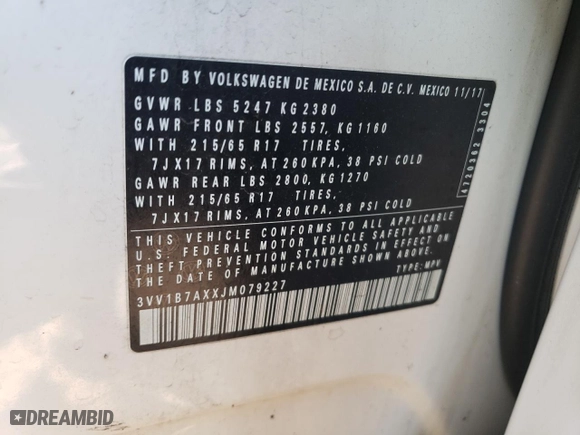 MFD BY VOLKSWAGEN DE MEXICO S.A. DE C.V. MEXICO 11/17
GVWR LBS 5247 KG 2380
GAWR FRONT LBS 2557, KG 1160
WITH 215/65 R17 TIRES,
7JX17 RIMS, AT 260 KPA, 38 PSI COLD
GAWR REAR LBS 2800, KG 1270
WITH 215/65 R17 TIRES,
7JX17 RIMS, AT 260 KPA, 38 PSI COLD
THIS VEHICLE CONFORMS TO ALL APPLICABLE
U.S. FEDERAL MOTOR VEHICLE SAFETY AND
THEFT PREVENTION STANDARDS IN EFFECT ON
THE DATE OF MANUFACTURE SHOWN ABOVE.
3VV1B7AXXJM079227 TYPE: MPV
4720362 3304
DREAMBID